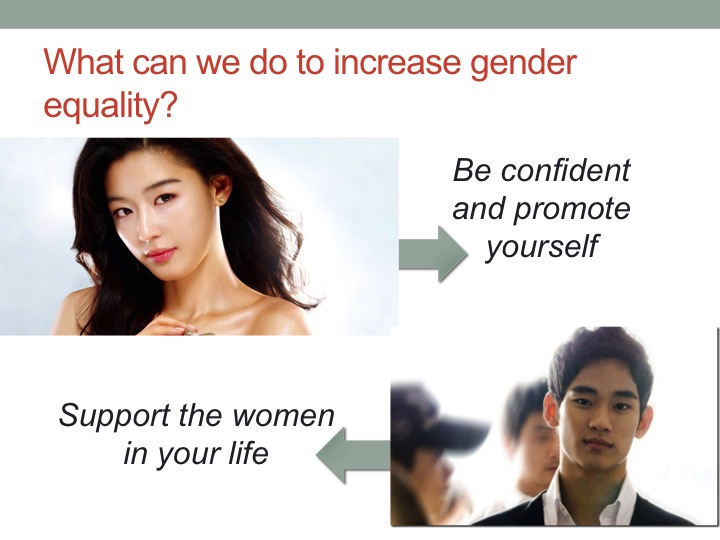 What can we do to increase gender
equality?
Be confident
and promote
yourself
Support the women
in your life